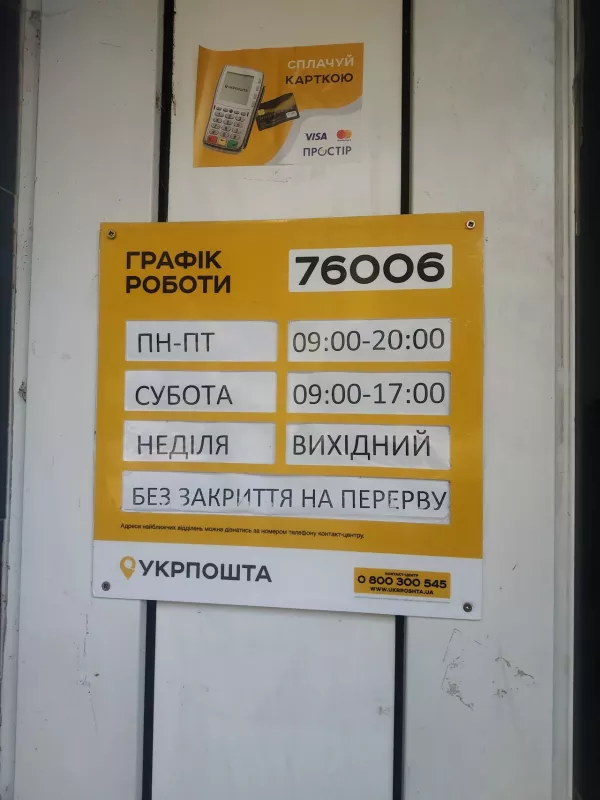 СПЛАЧУЙ
КАРТКОЮ
VISA
ПРОСТІР
ГРАФІК
РОБОТИ
76006
ПН-ПТ 09:00-20:00
СУБОТА 09:00-17:00
НЕДІЛЯ ВИХІДНИЙ
БЕЗ ЗАКРИТТЯ НА ПЕРЕРВУ
Адреси найближчих відділень можна дізнатись за номером телефону контакт-центру.
УКРПОШТА
КОНТАКТ-ЦЕНТР
0 800 300 545
WWW.UKRPOSHTA.UA